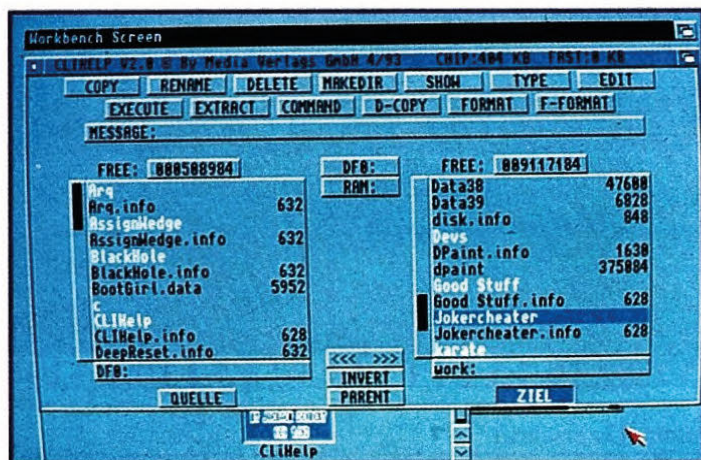 Workbench Screen
CLIHELP V2.0 © By Media Verlags GmbH 4/93 CHIP:404 KB FAST:0 KB
COPY RENAME DELETE MAKEDIR SHOW TYPE EDIT
EXECUTE EXTRACT COMMAND D-COPY FORMAT F-FORMAT
MESSAGE:
FREE: 000508984
Arq
Arq.info 632
AssignWedge
AssignWedge.info 632
BlackHole
BlackHole.info 632
BootGirl.data 5952
c
CLIHelp
CLIHelp.info 628
DeepReset.info 632
DF0:
QUELLE
DF0:
RAM:
<<< >>>
INVERT
PARENT
FREE: 009117184
Data38 47600
Data39 6828
disk.info 848
Devs
DPaint.info 1630
dpaint 375084
Good Stuff
Good Stuff.info 628
Jokercheater
Jokercheater.info 628
karate
work:
ZIEL
CliHelp